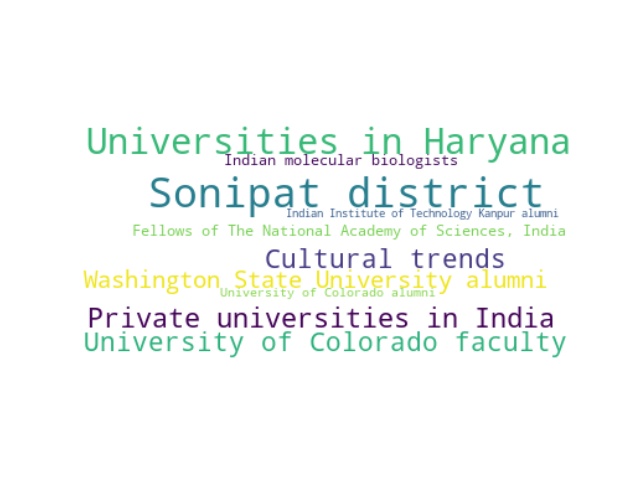 Universities in Haryana
Indian molecular biologists
Sonipat district
Indian Institute of Technology Kanpur alumni
Fellows of The National Academy of Sciences, India
Cultural trends
Washington State University alumni
University of Colorado alumni
Private universities in India
University of Colorado faculty